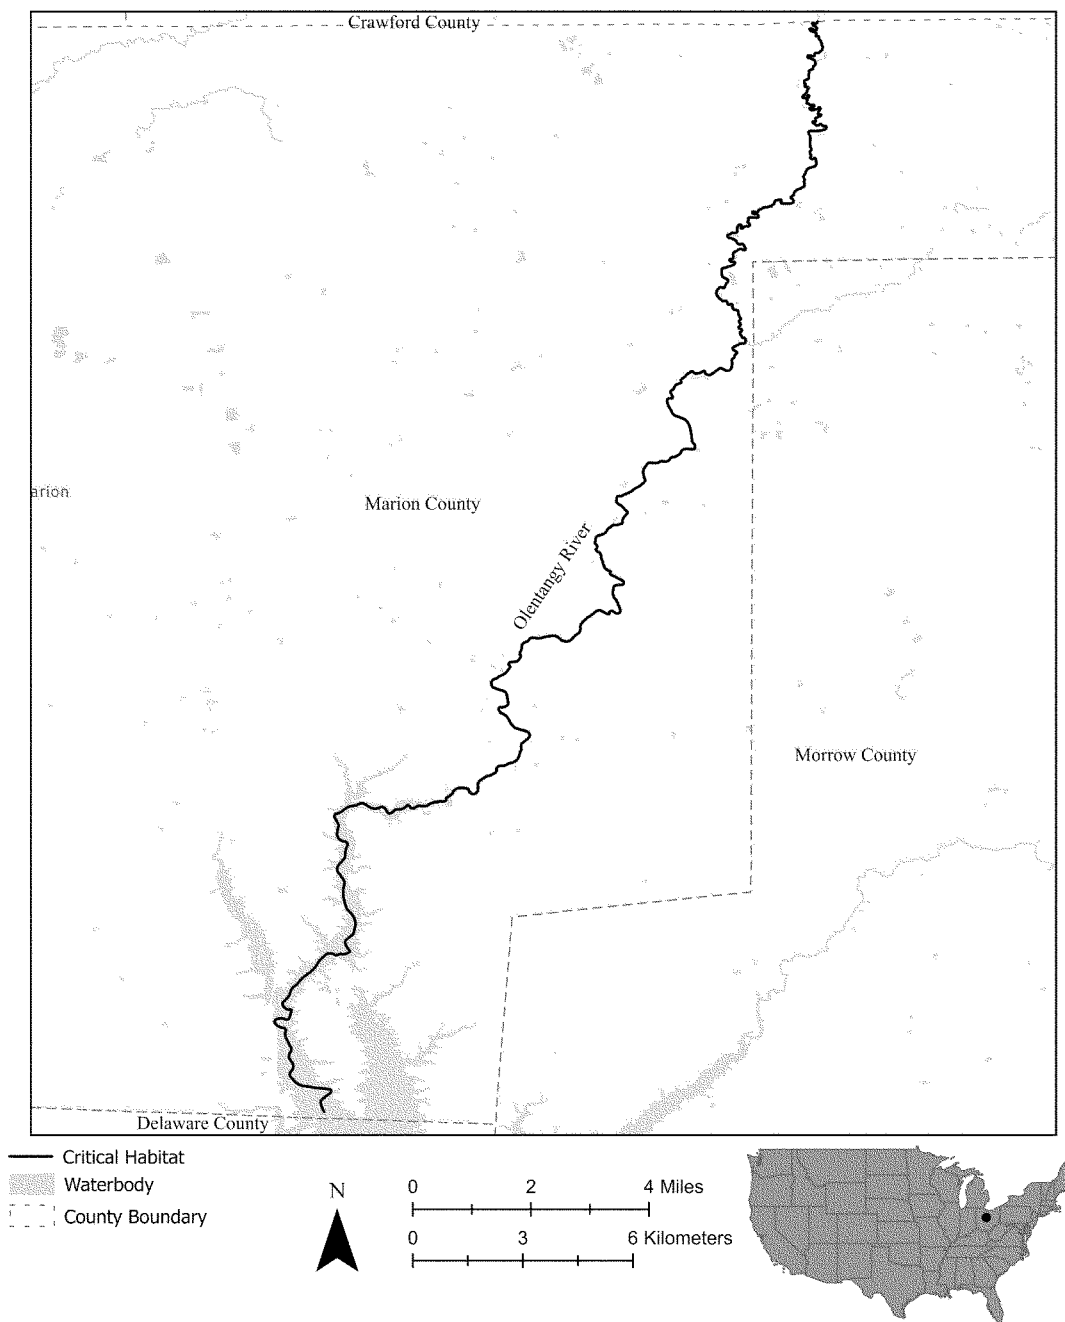 Crawford County
arion
Marion County
Olentangy River
Morrow County
Delaware County
Critical Habitat
Waterbody
County Boundary
N
0 2 4 Miles
0 3 6 Kilometers